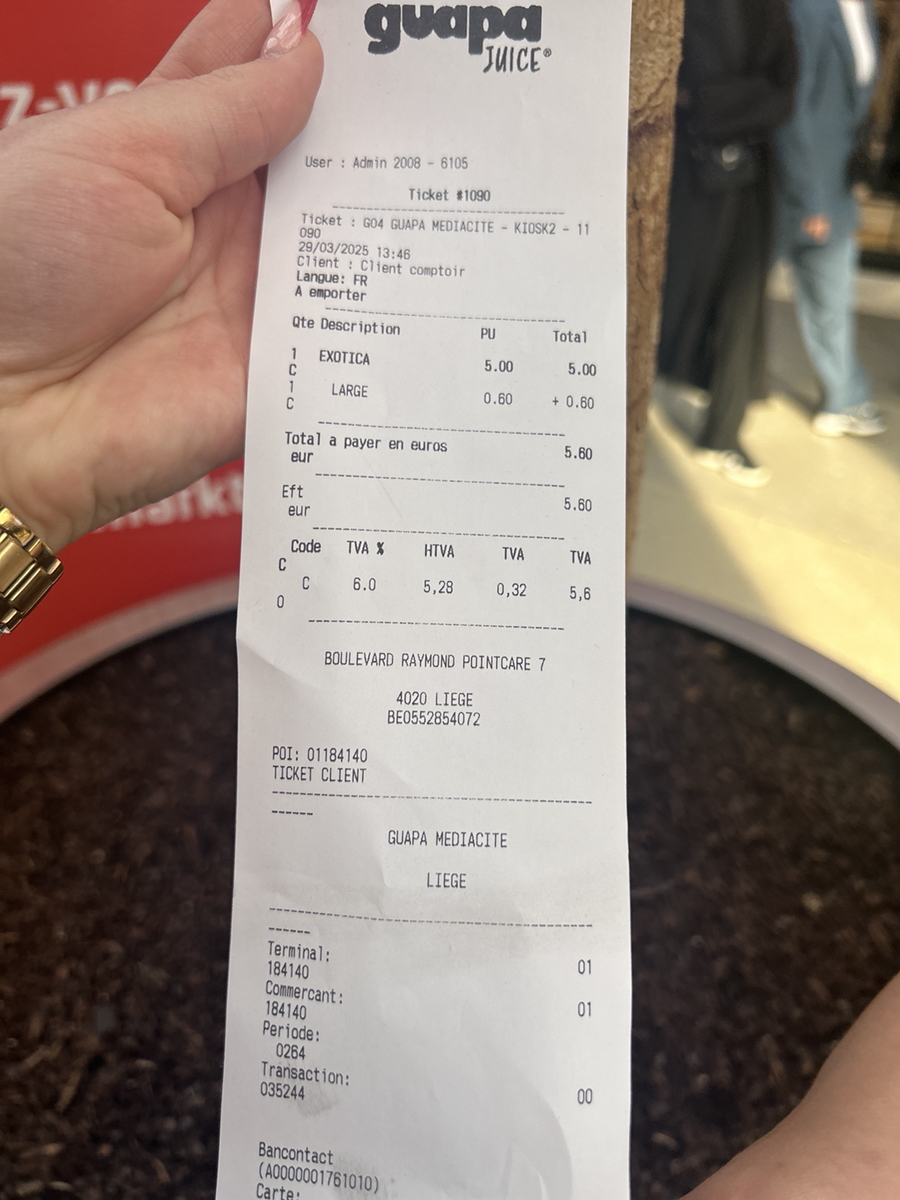 guapa
JUICE®
User : Admin 2008 - 6105
Ticket #1090
Ticket : G04 GUAPA MEDIACITE - KIOSK2 - 11
090
29/03/2025 13:46
Client : Client comptoir
Langue: FR
A emporter
Qte Description PU Total
1 EXOTICA 5.00 5.00
C
1 LARGE 0.60 + 0.60
C
Total a payer en euros 5.60
eur
Eft 5.60
eur
Code TVA % HTVA TVA TVA
C
C 6.0 5,28 0,32 5,6
0
BOULEVARD RAYMOND POINTCARE 7
4020 LIEGE
BE0552854072
POI: 01184140
TICKET CLIENT
GUAPA MEDIACITE
LIEGE
Terminal: 01
184140
Commercant: 01
184140
Periode:
0264
Transaction: 00
035244
Bancontact
(A0000001761010)
Carte: